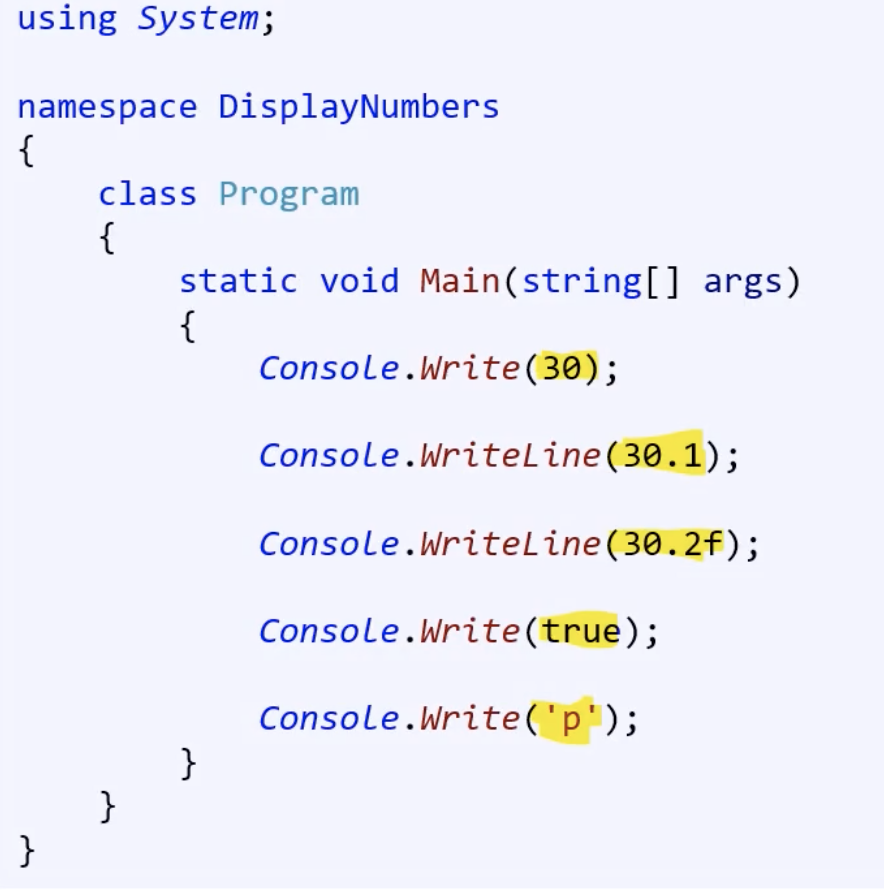 using System;
namespace DisplayNumbers
{
class Program
{
static void Main(string[] args)
{
Console.Write(30);
Console.WriteLine(30.1);
Console.WriteLine(30.2f);
Console.Write(true);
Console.Write('p');
}
}
}